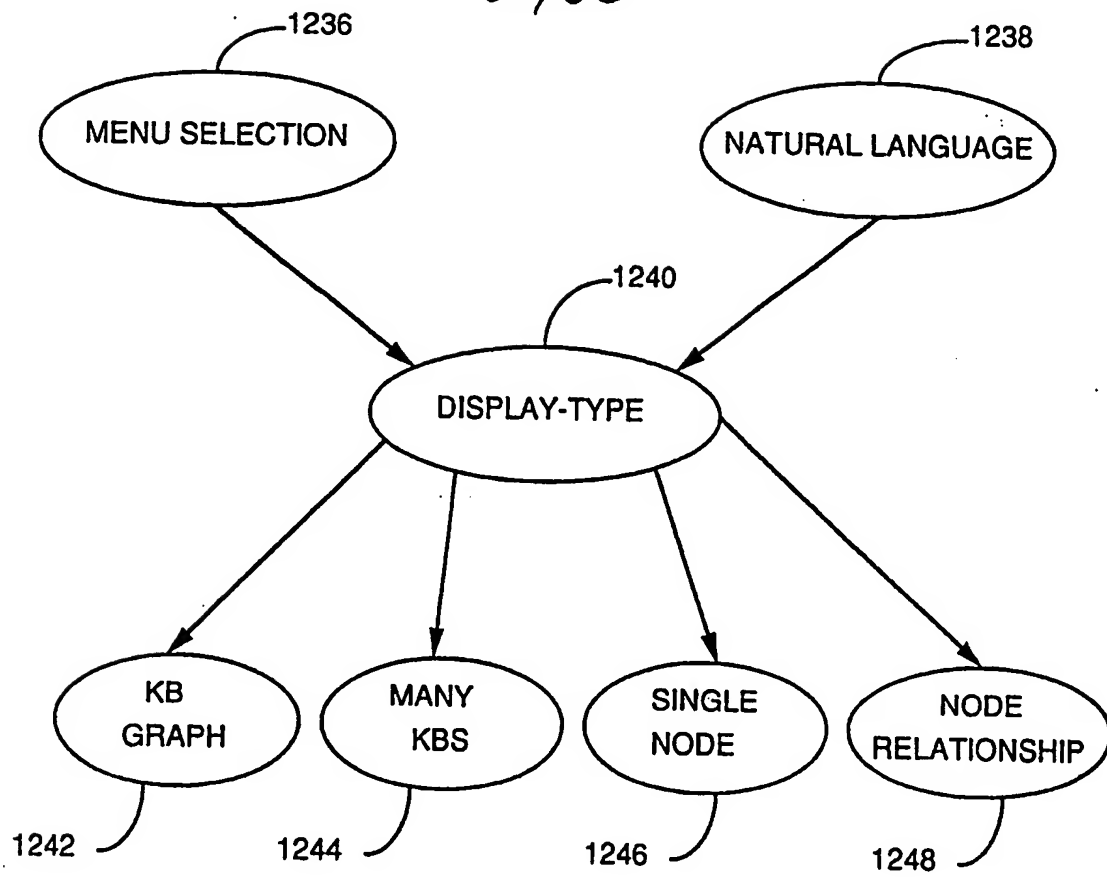 1236
1238
MENU SELECTION
NATURAL LANGUAGE
1240
DISPLAY-TYPE
KB
GRAPH
MANY
KBS
SINGLE
NODE
NODE
RELATIONSHIP
1242
1244
1246
1248